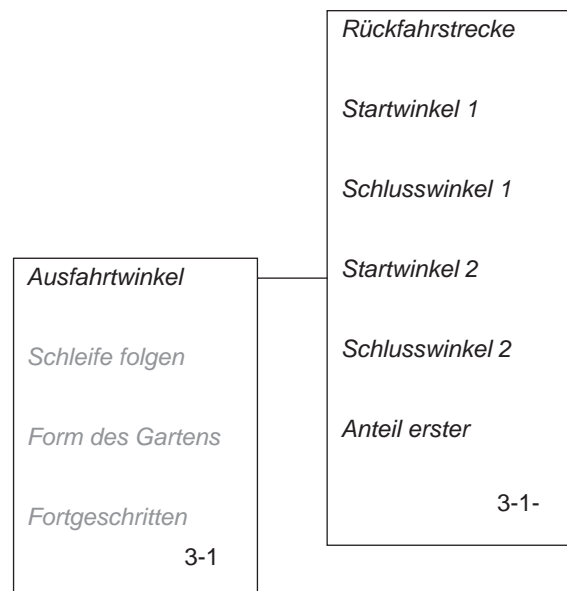 Rückfahrstrecke
Startwinkel 1
Schlusswinkel 1
Startwinkel 2
Schlusswinkel 2
Anteil erster
3-1-
Ausfahrtwinkel
Schleife folgen
Form des Gartens
Fortgeschritten
3-1